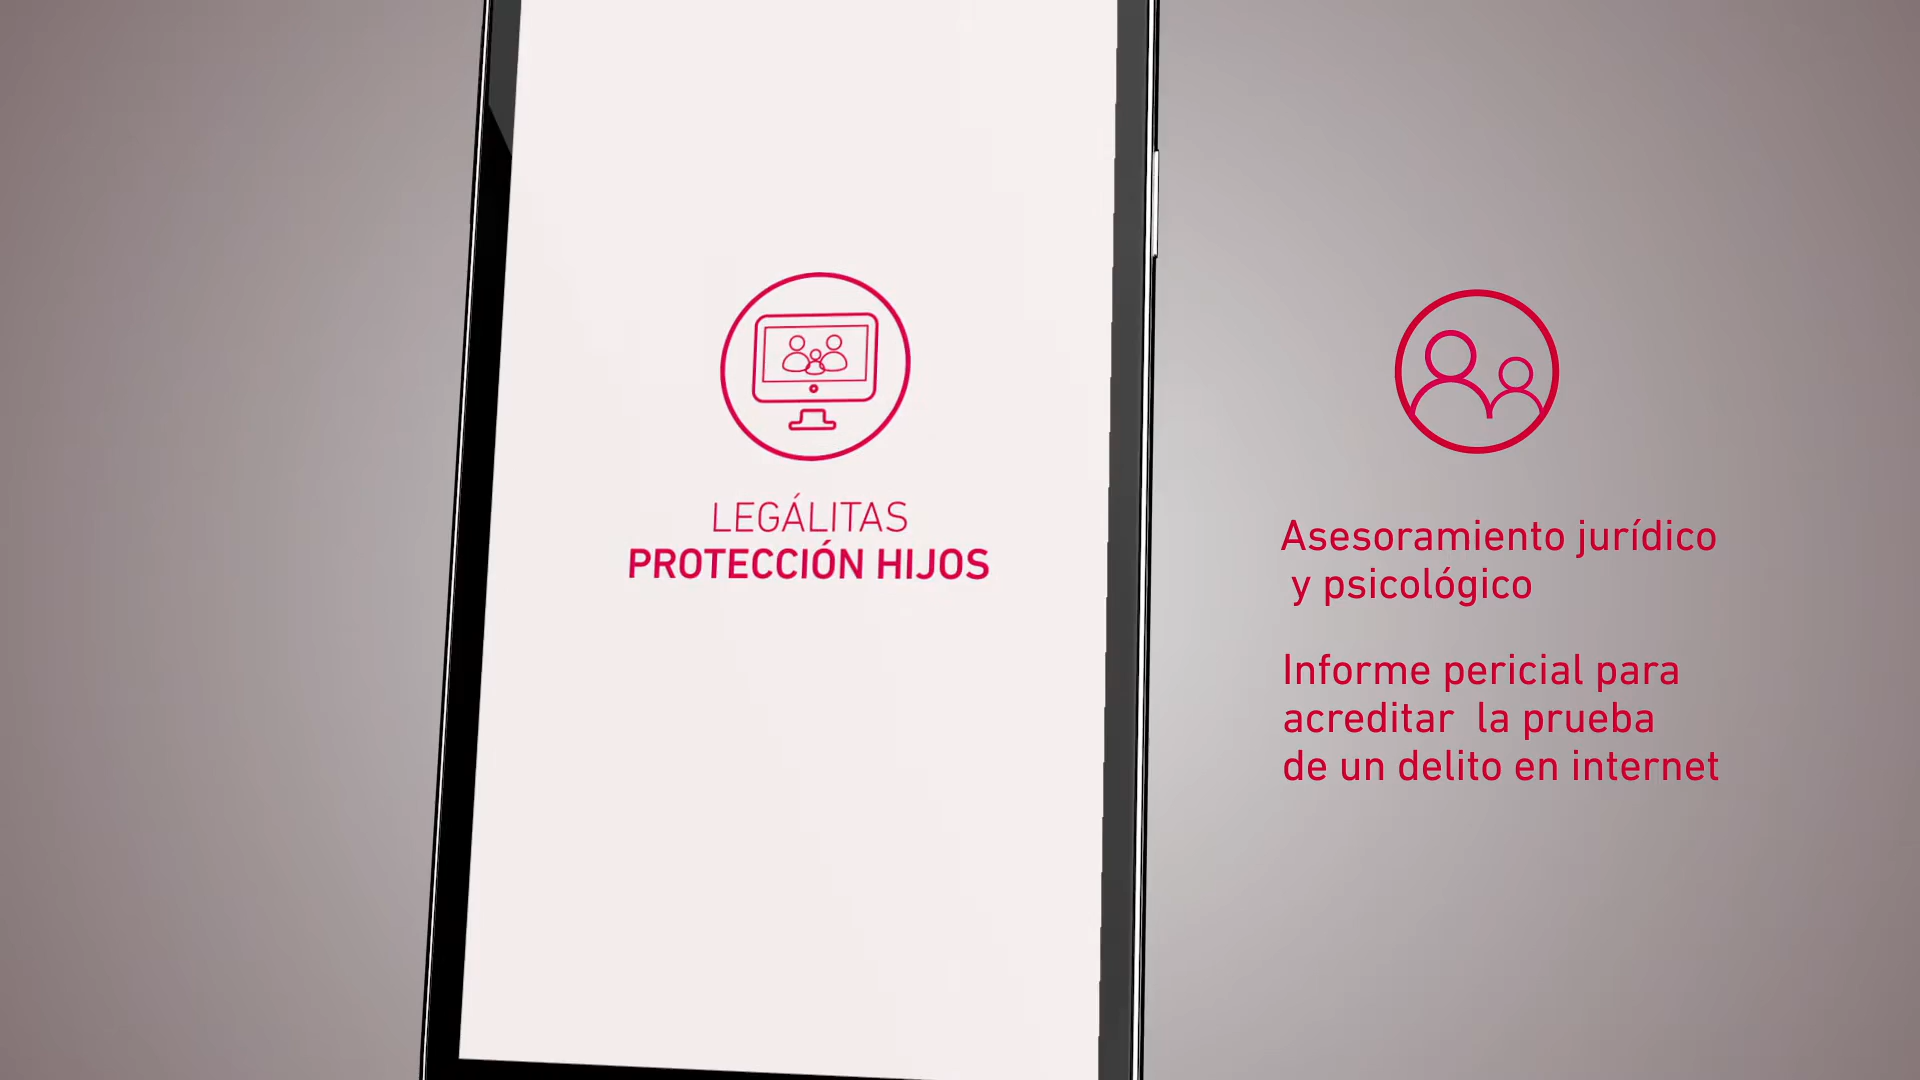 LEGÁLITAS
PROTECCIÓN HIJOS
Asesoramiento jurídico
y psicológico
Informe pericial para
acreditar la prueba
de un delito en internet